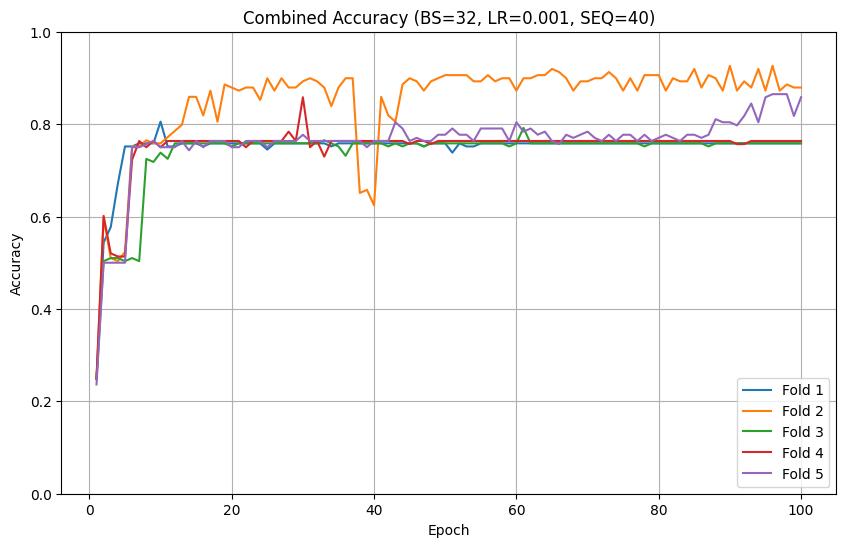 Combined Accuracy (BS=32, LR=0.001, SEQ=40)
1.0
0.8
0.6
0.4
0.2
0.0
Accuracy
0 20 40 60 80 100
Epoch
Fold 1
Fold 2
Fold 3
Fold 4
Fold 5